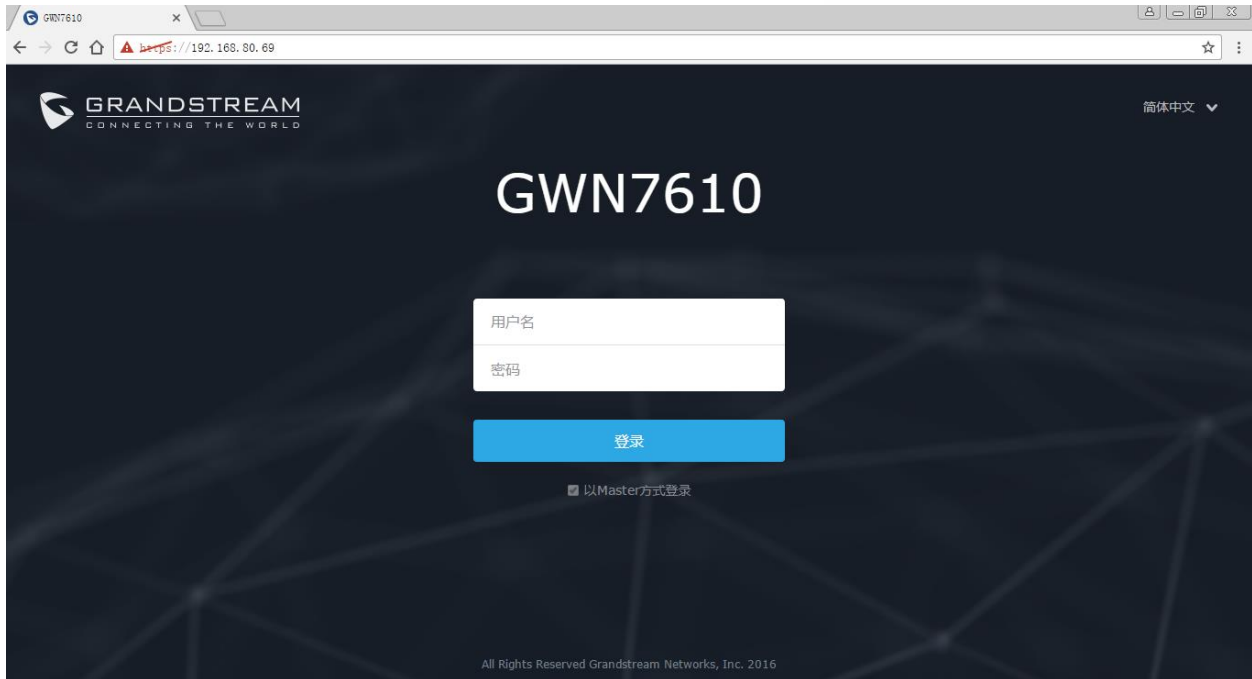 GWN7610
https://192.168.80.69
GRANDSTREAM
CONNECTING THE WORLD
简体中文
GWN7610
用户名
密码
登录
以Master方式登录
All Rights Reserved Grandstream Networks, Inc. 2016